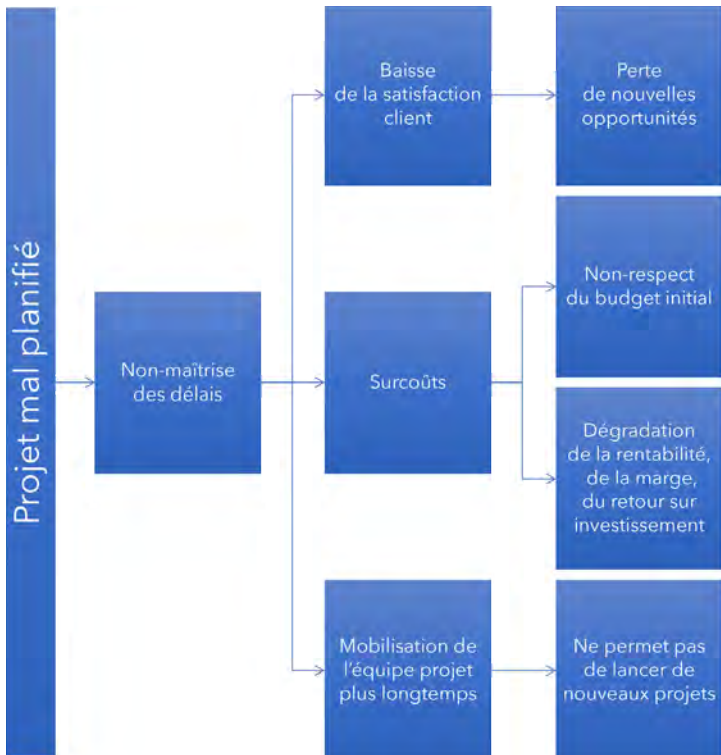 Projet mal planifié
Non-maîtrise
des délais
Baisse
de la satisfaction
client
Perte
de nouvelles
opportunités
Surcoûts
Non-respect
du budget initial
Dégradation
de la rentabilité,
de la marge,
du retour sur
investissement
Mobilisation de
l’équipe projet
plus longtemps
Ne permet pas
de lancer de
nouveaux projets